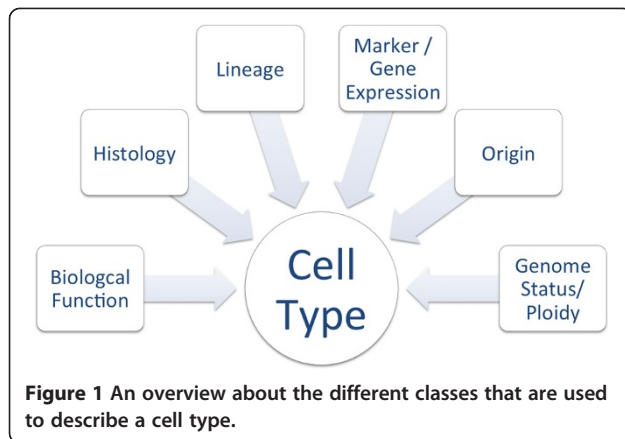 Lineage
Marker /
Gene
Expression
Histology
Origin
Biologcal
Function
Cell
Type
Genome
Status/
Ploidy
Figure 1 An overview about the different classes that are used
to describe a cell type.